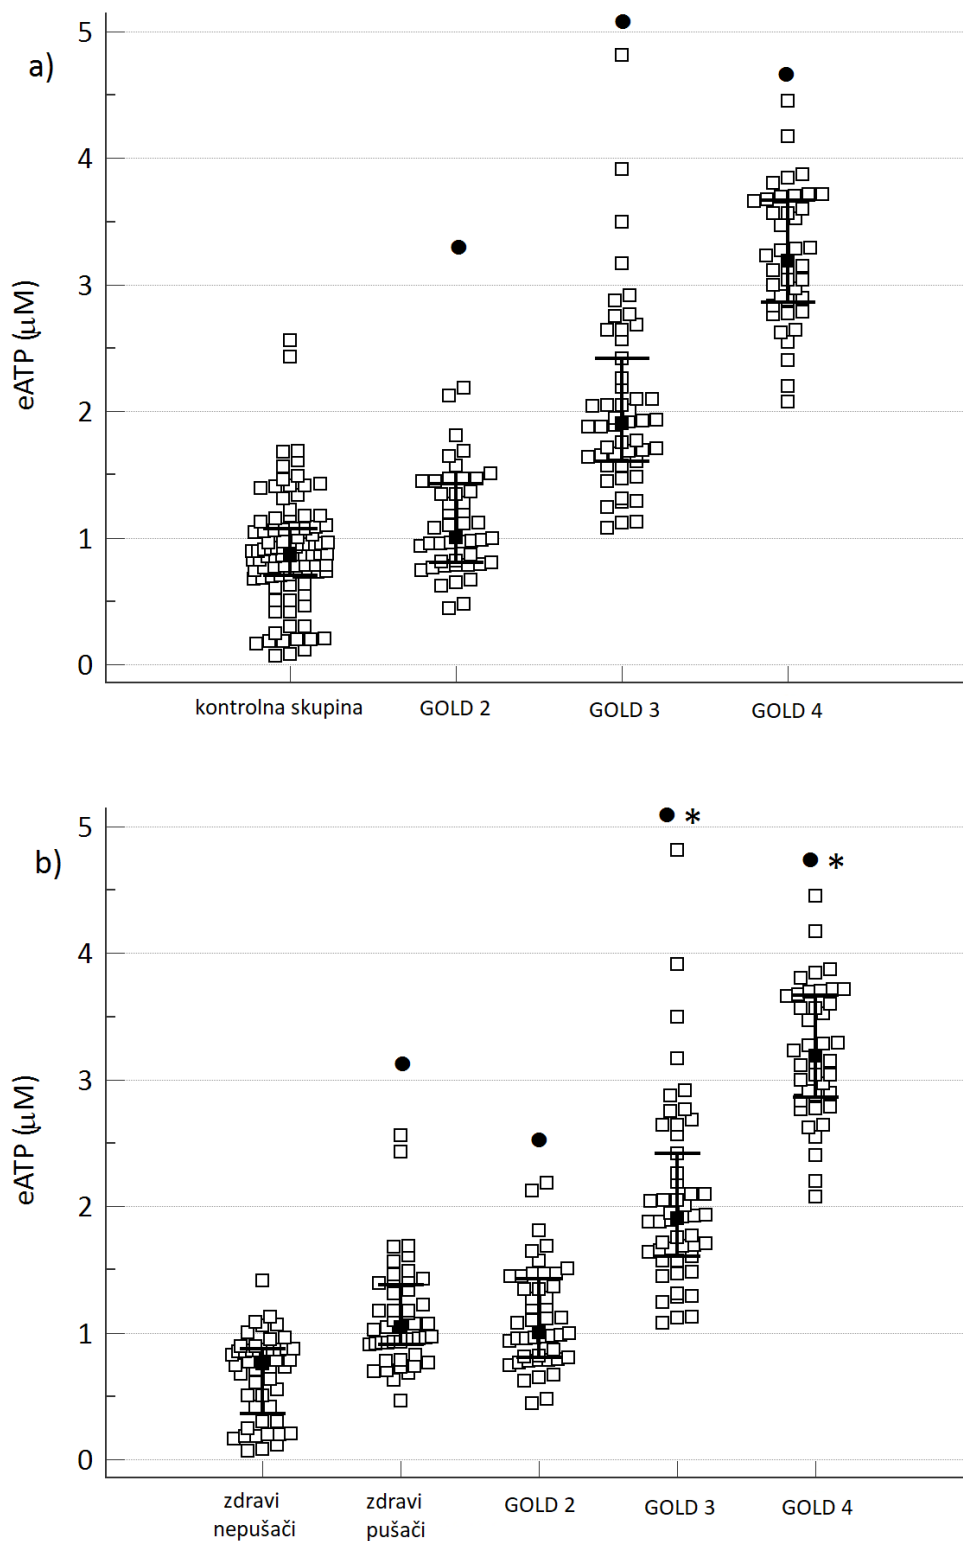 a)
5
4
3
2
1
0
eATP (μM)
kontrolna skupina
GOLD 2
GOLD 3
GOLD 4
b)
* *
5
4
3
2
1
0
eATP (μM)
zdravi
nepušači
zdravi
pušači
GOLD 2
GOLD 3
GOLD 4